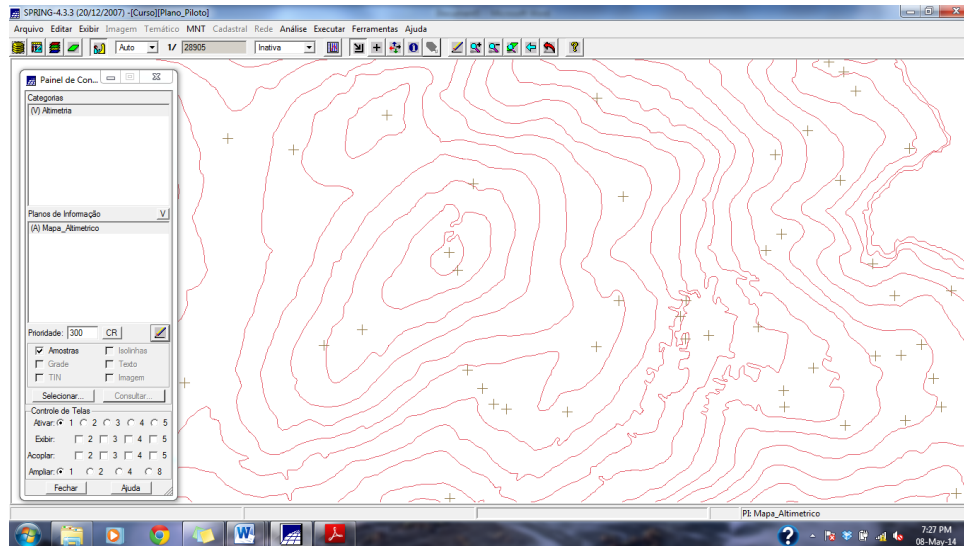 SPRING-4.3.3 (20/12/2007) -[Curso][Plano_Piloto]
Arquivo Editar Exibir Imagem Temático MNT Cadastral Rede Análise Executar Ferramentas Ajuda
Auto 1/ 28905 Inativa
Painel de Con...
Categorias
(V) Altimetria
Planos de Informação V
(A) Mapa_Altimetrico
Prioridade: 300 CR
Amostras Isolinhas
Grade Texto
TIN Imagem
Selecionar... Consultar...
Controle de Telas
Ativar: 1 2 3 4 5
Exibir: 2 3 4 5
Acoplar: 2 3 4 5
Ampliar: 1 2 4 8
Fechar Ajuda
PI: Mapa_Altimetrico
7:27 PM
08-May-14